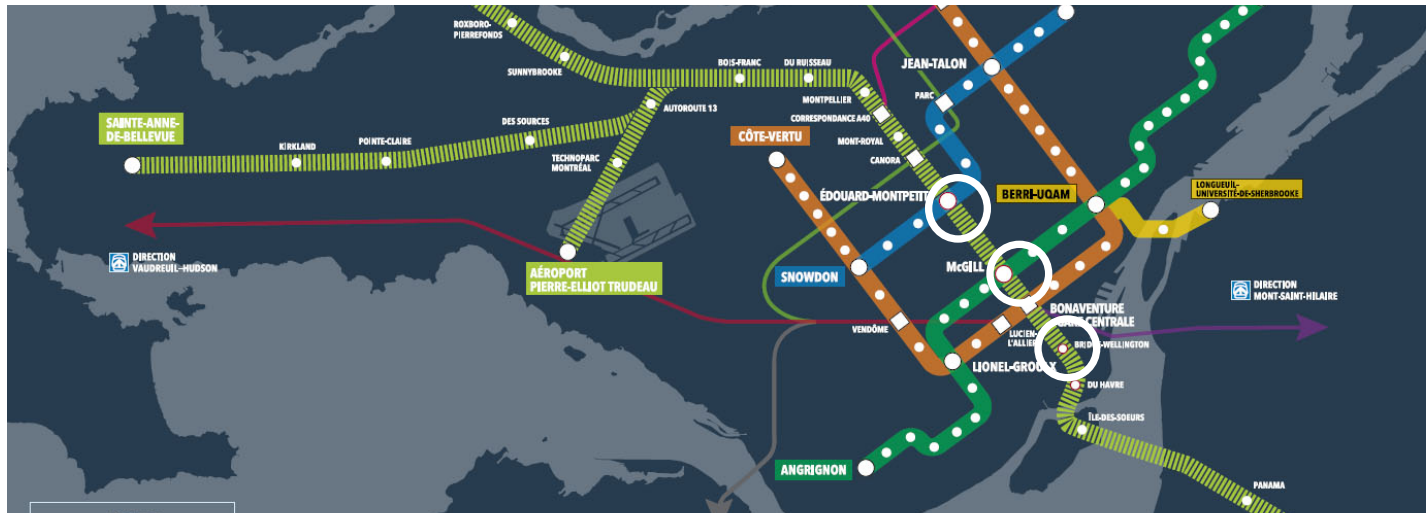 ROXBORO-
PIERREFONDS
SUNNYBROOKE
BOIS-FRANC
DU RUISSEAU
MONTPELLIER
CORRESPONDANCE A40
MONT-ROYAL
CANORA
AUTOROUTE 13
DES SOURCES
TECHNOPARC
MONTRÉAL
SAINTE-ANNE-
DE-BELLEVUE
KIRKLAND
POINTE-CLAIRE
JEAN-TALON
PARC
CÔTE-VERTU
ÉDOUARD-MONTPETIT
BERRI-UQAM
LONGUEUIL–
UNIVERSITÉ-DE-SHERBROOKE
DIRECTION
VAUDREUIL–HUDSON
AÉROPORT
PIERRE-ELLIOT TRUDEAU
SNOWDON
McGILL
DIRECTION
MONT-SAINT-HILAIRE
BONAVENTURE
GARE CENTRALE
VENDÔME
LUCIEN-
L'ALLIER
BRIDGE-WELLINGTON
LIONEL-GROULX
DU HAVRE
ÎLE-DES-SOEURS
ANGRIGNON
PANAMA